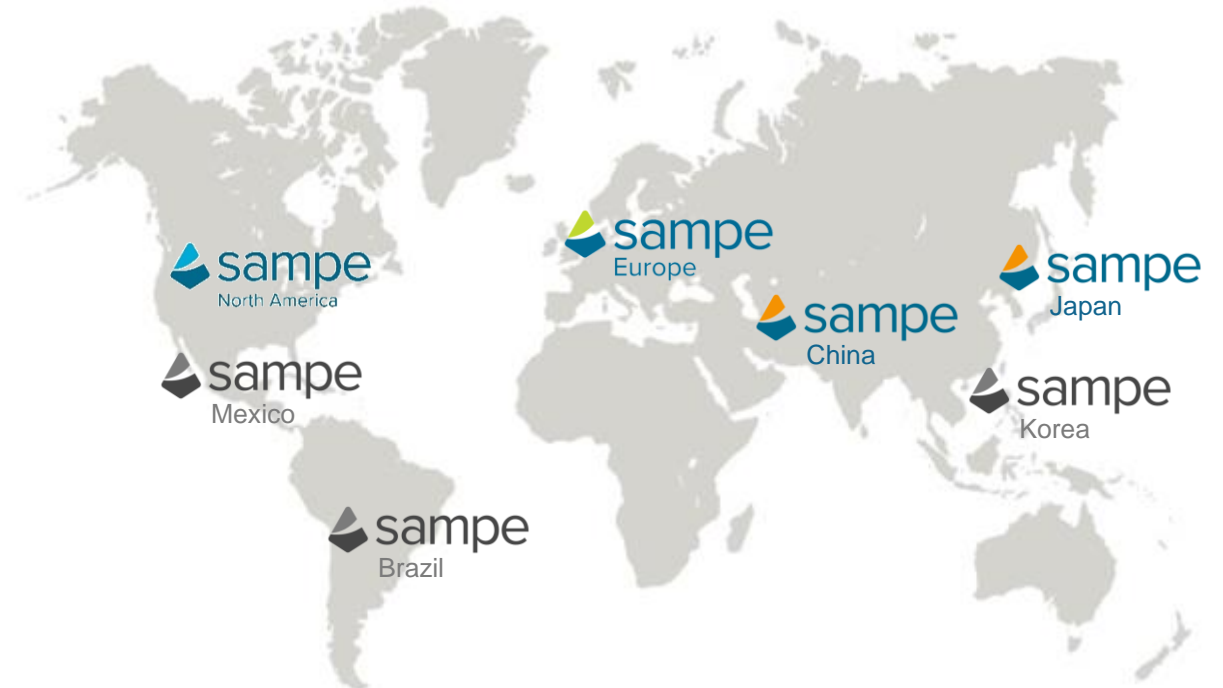 sampe
Europe
sampe
North America
sampe
Japan
sampe
China
sampe
Mexico
sampe
Korea
sampe
Brazil